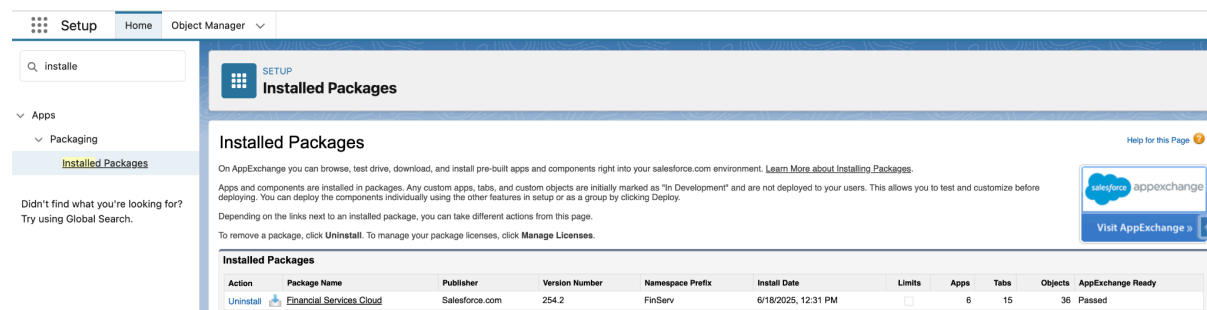 Setup Home Object Manager
installe
SETUP
Installed Packages
Apps
Packaging
Installed Packages
Didn't find what you're looking for?
Try using Global Search.
Installed Packages
Help for this Page
On AppExchange you can browse, test drive, download, and install pre-built apps and components right into your salesforce.com environment. Learn More about Installing Packages.
Apps and components are installed in packages. Any custom apps, tabs, and custom objects are initially marked as "In Development" and are not deployed to your users. This allows you to test and customize before
deploying. You can deploy the components individually using the other features in setup or as a group by clicking Deploy.
Depending on the links next to an installed package, you can take different actions from this page.
To remove a package, click Uninstall. To manage your package licenses, click Manage Licenses.
salesforce appexchange
Visit AppExchange »
Installed Packages
Action Package Name Publisher Version Number Namespace Prefix Install Date Limits Apps Tabs Objects AppExchange Ready
Uninstall Financial Services Cloud Salesforce.com 254.2 FinServ 6/18/2025, 12:31 PM 6 15 36 Passed